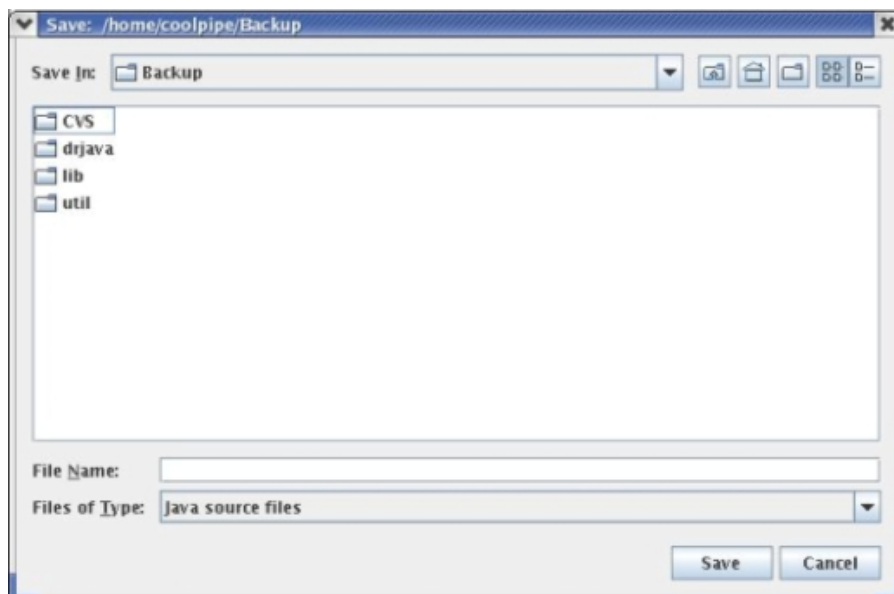 Save: /home/coolpipe/Backup
Save In: Backup
CVS
drjava
lib
util
File Name:
Files of Type: Java source files
Save Cancel